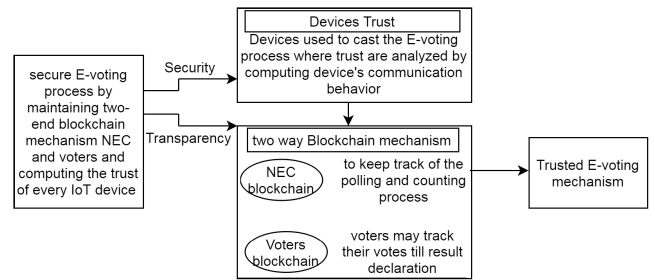 secure E-voting
process by
maintaining two-
end blockchain
mechanism NEC
and voters and
computing the trust
of every IoT device
Security
Transparency
Devices Trust
Devices used to cast the E-voting
process where trust are analyzed by
computing device's communication
behavior
two way Blockchain mechanism
NEC
blockchain
to keep track of the
polling and counting
process
Voters
blockchain
voters may track
their votes till result
declaration
Trusted E-voting
mechanism